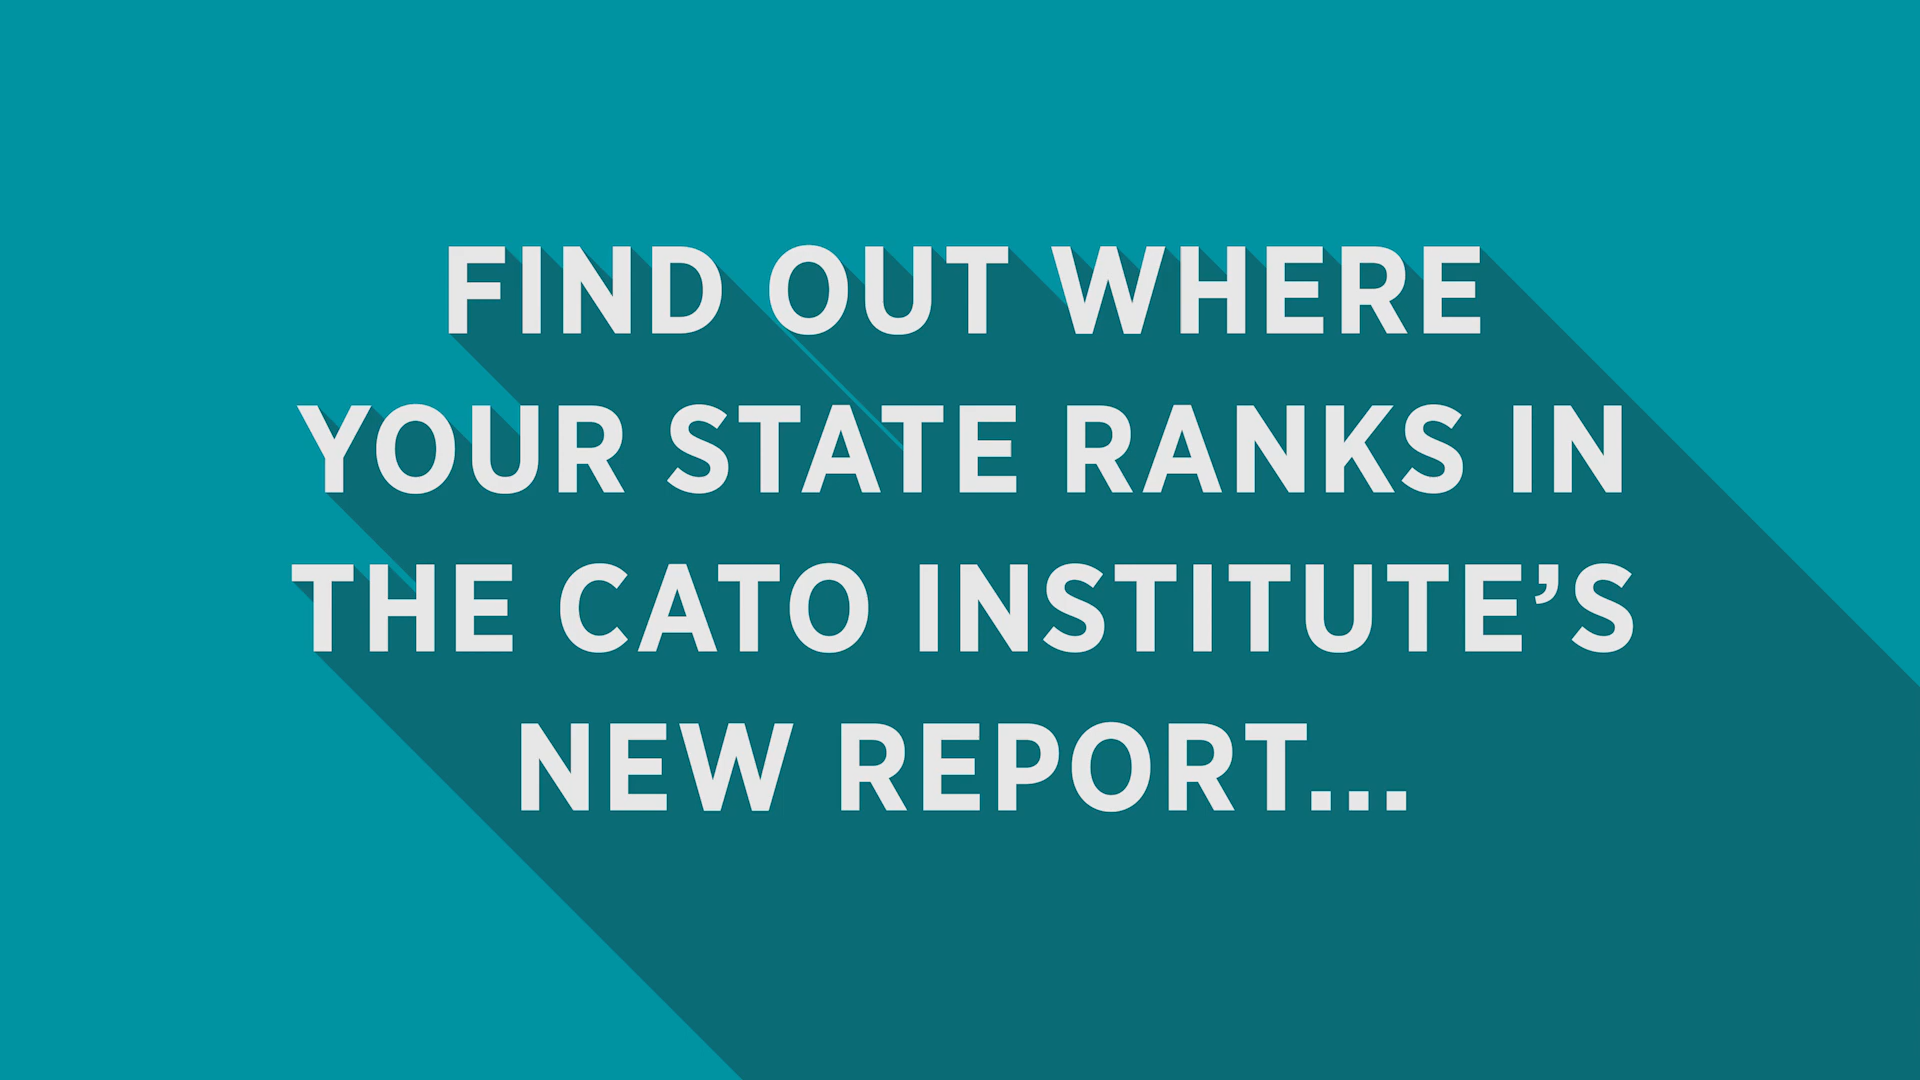 FIND OUT WHERE
YOUR STATE RANKS IN
THE CATO INSTITUTE’S
NEW REPORT...